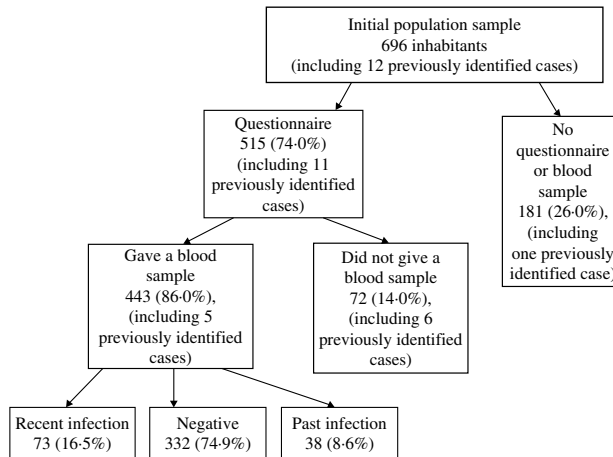 Initial population sample
696 inhabitants
(including 12 previously identified cases)
Questionnaire
515 (74·0%)
(including 11
previously identified
cases)
No
questionnaire
or blood
sample
181 (26·0%),
(including
one previously
identified case)
Gave a blood
sample
443 (86·0%),
(including 5
previously identified
cases)
Did not give a
blood sample
72 (14·0%),
(including 6
previously identified
cases)
Recent infection
73 (16·5%)
Negative
332 (74·9%)
Past infection
38 (8·6%)